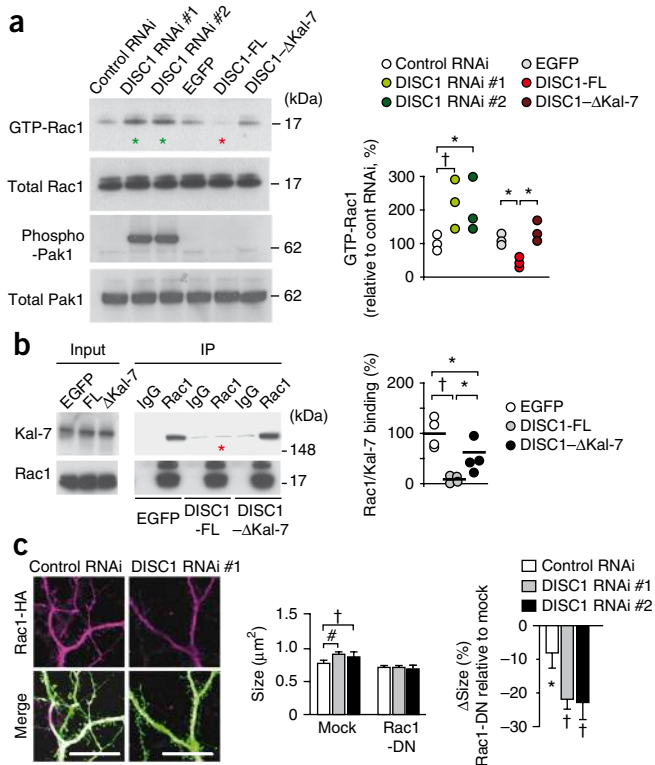 a
Control RNAi
DISC1 RNAi #1
DISC1 RNAi #2
EGFP
DISC1-FL
DISC1–ΔKal-7
(kDa)
GTP-Rac1
17
* * *
Total Rac1
17
Phospho
-Pak1
62
Total Pak1
62
Control RNAi
DISC1 RNAi #1
DISC1 RNAi #2
EGFP
DISC1-FL
DISC1–ΔKal-7
GTP-Rac1
(relative to cont RNAi, %)
300
200
100
0
*
†
* *
b
Input
IP
EGFP
FL
ΔKal-7
IgG
Rac1
IgG
Rac1
IgG
Rac1
(kDa)
Kal-7
*
148
Rac1
17
EGFP
DISC1
-FL
DISC1
–ΔKal-7
Rac1/Kal-7 binding (%)
200
100
0
*
† *
EGFP
DISC1-FL
DISC1–ΔKal-7
c
Control RNAi DISC1 RNAi #1
Rac1-HA
Merge
Size (μm²)
1.5
1.0
0.5
0
†
#
Mock
Rac1
-DN
Control RNAi
DISC1 RNAi #1
DISC1 RNAi #2
ΔSize (%)
Rac1-DN relative to mock
0
−10
−20
−30
*
†
†